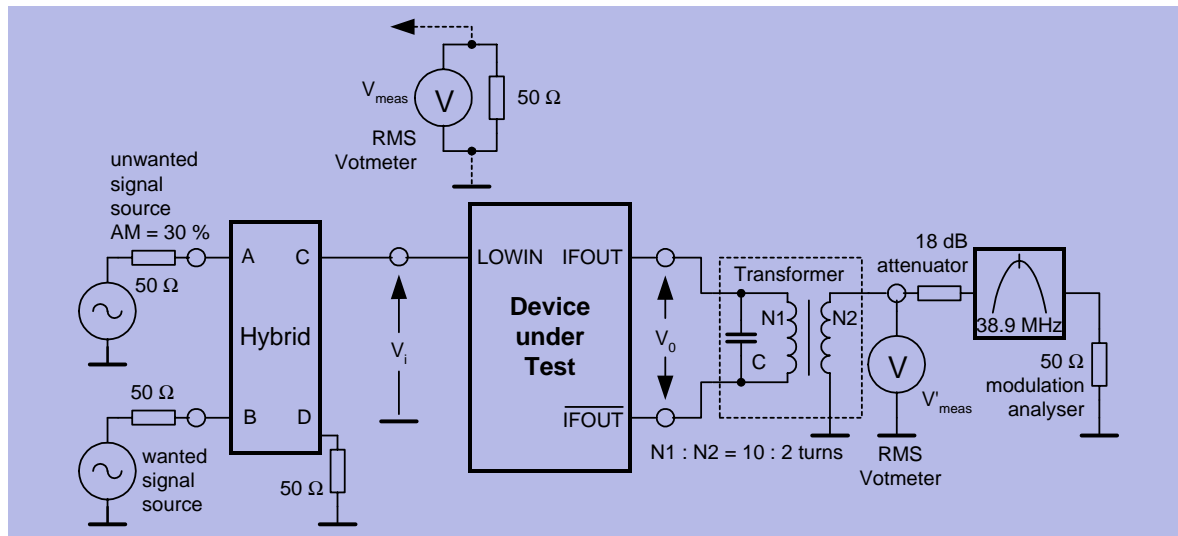 V
Vmeas
50 Ω
RMS
Votmeter
unwanted
signal
source
AM = 30 %
50 Ω
A
C
Hybrid
B
D
50 Ω
wanted
signal
source
50 Ω
Vi
LOWIN
IFOUT
Device
under
Test
IFOUT
V0
Transformer
N1
N2
C
N1 : N2 = 10 : 2 turns
18 dB
attenuator
38.9 MHz
V
V'meas
RMS
Votmeter
50 Ω
modulation
analyser